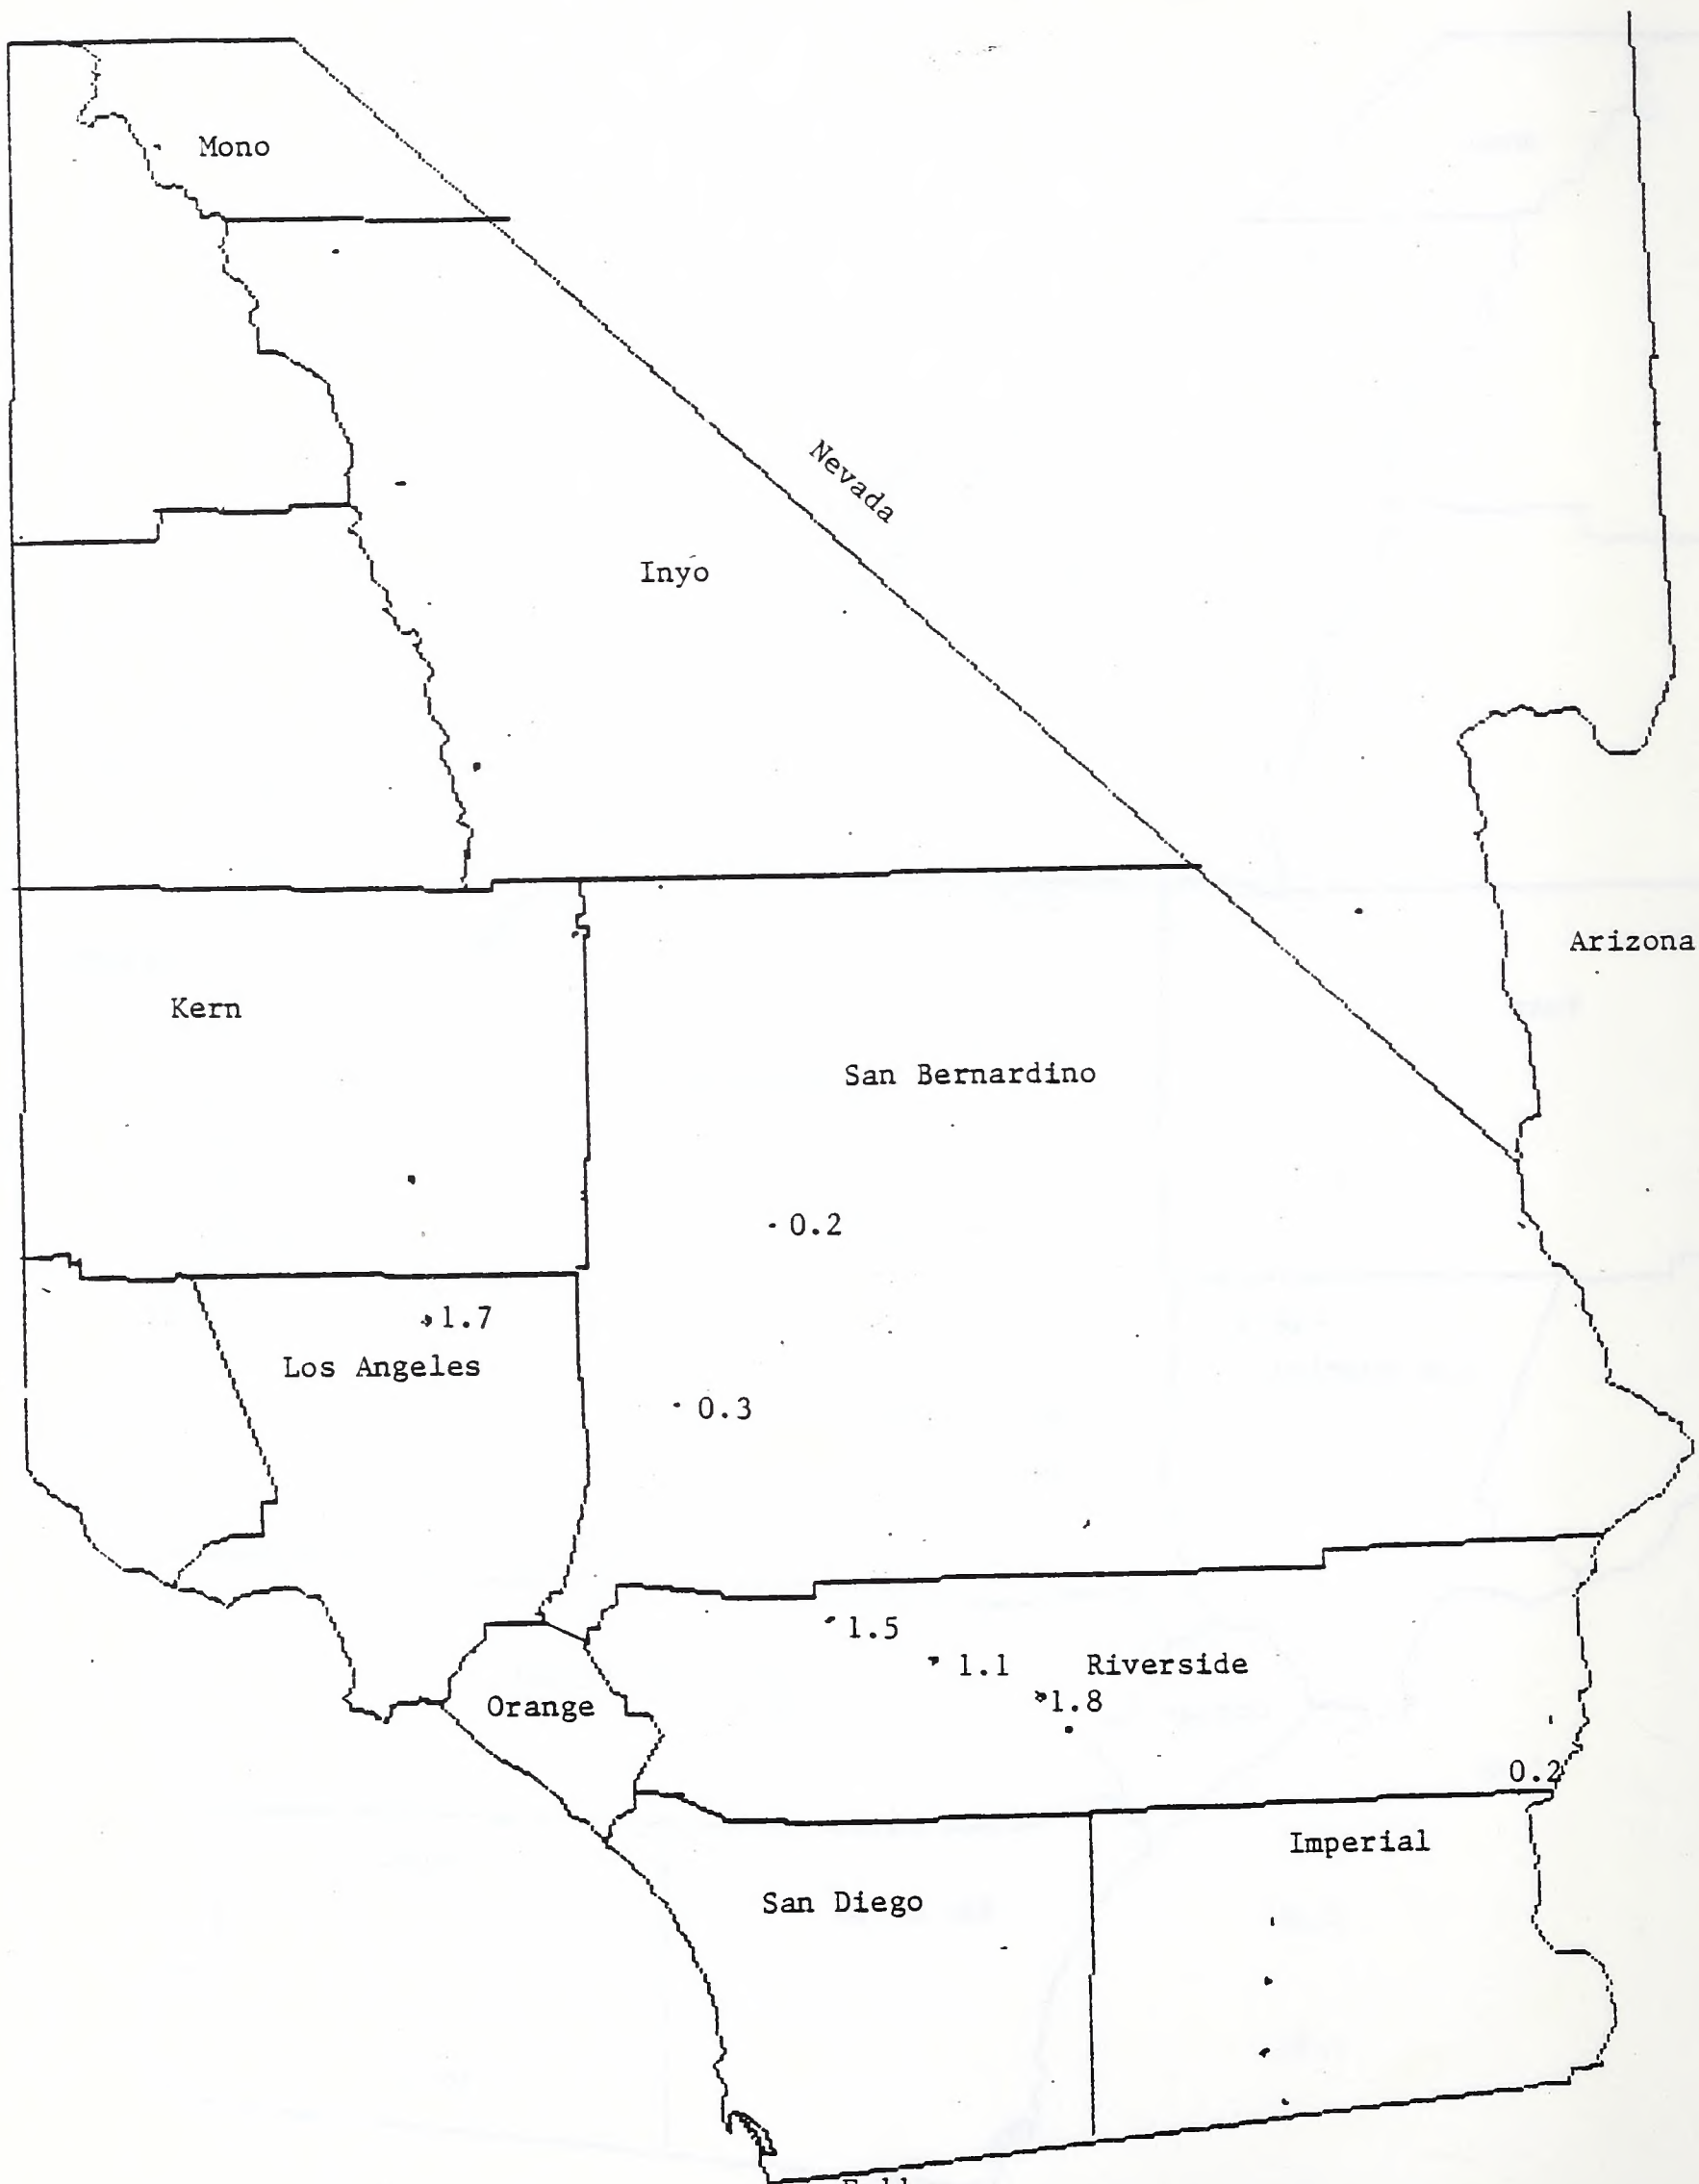 Mono
Nevada
Inyo
Arizona
Kern
San Bernardino
0.2
1.7
Los Angeles
0.3
1.5
1.1
Riverside
1.8
Orange
0.2
Imperial
San Diego